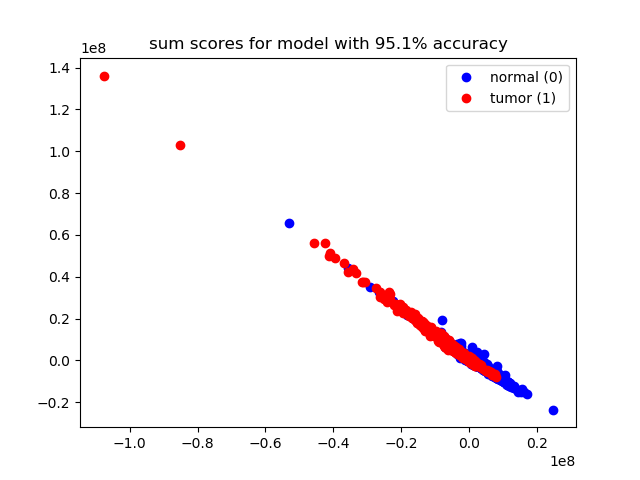 sum scores for model with 95.1% accuracy
1e8
normal (0)
tumor (1)
1.4
1.2
1.0
0.8
0.6
0.4
0.2
0.0
−0.2
−1.0 −0.8 −0.6 −0.4 −0.2 0.0 0.2
1e8